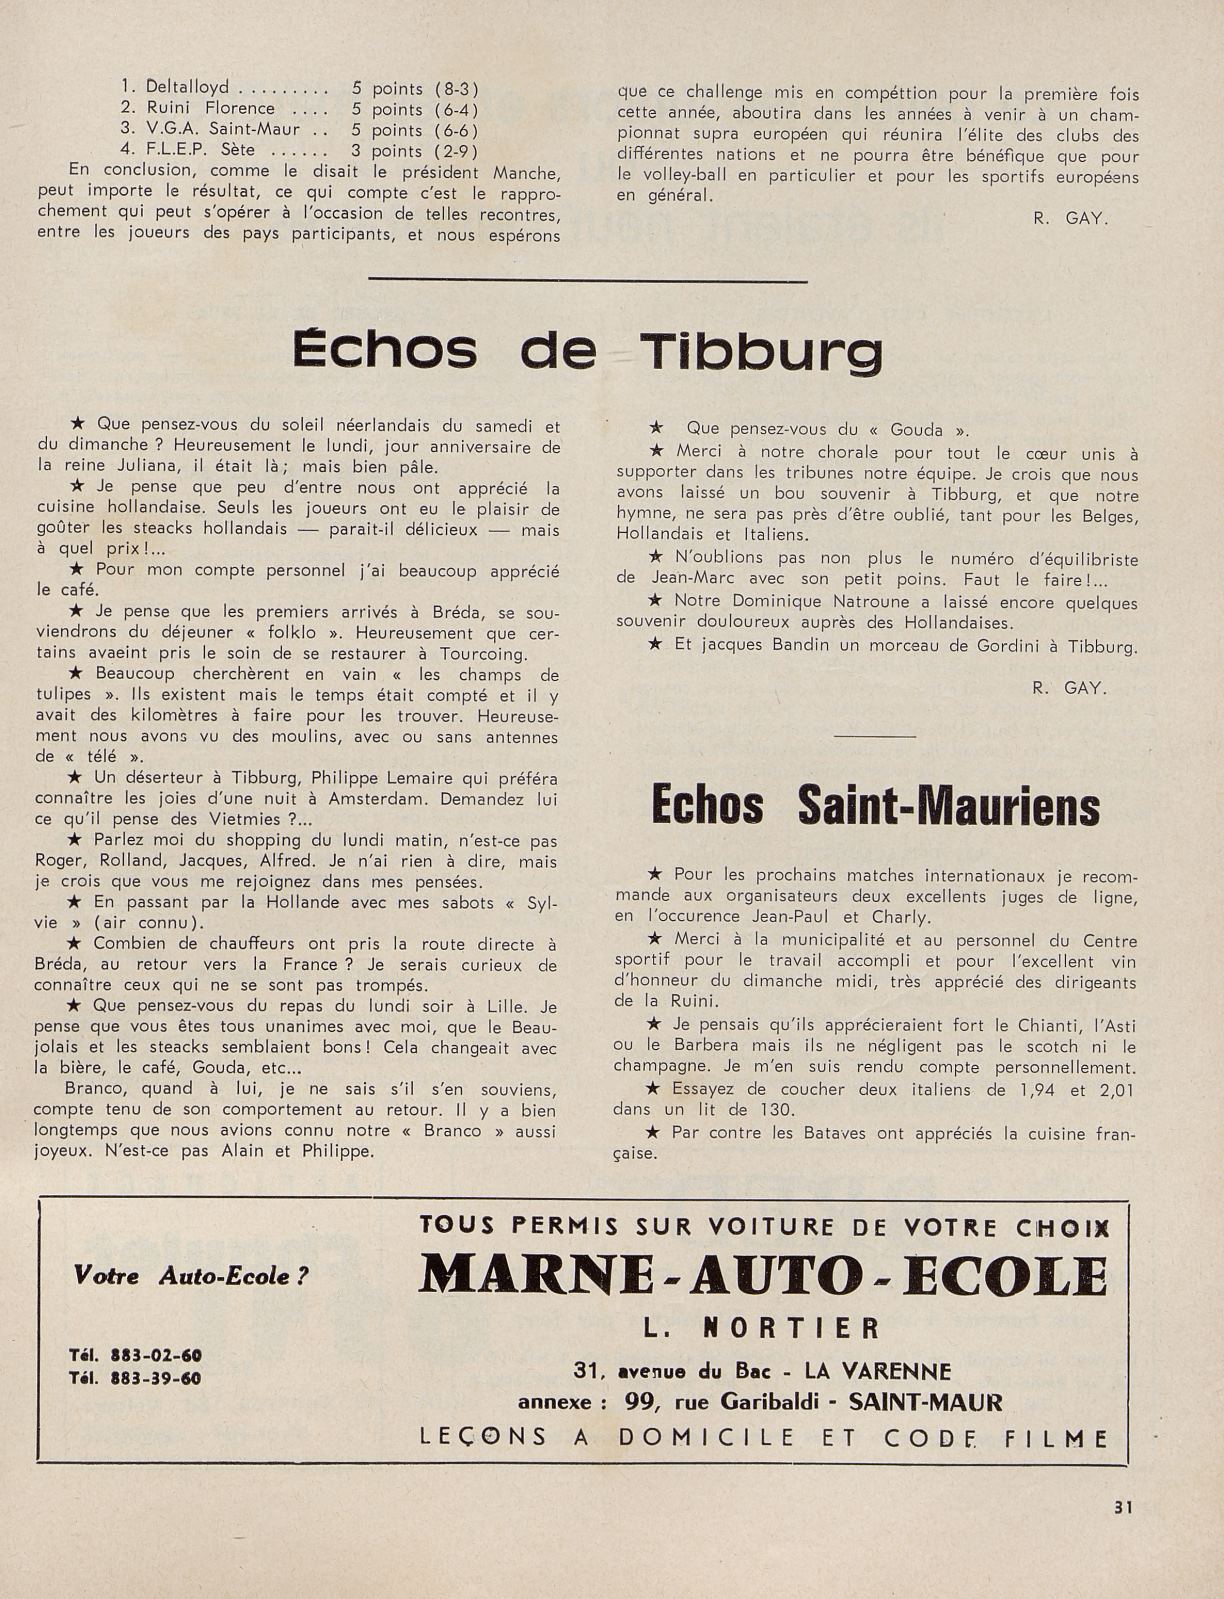 1. Deltalloyd ......... 5 points (8-3)
2. Ruini Florence .... 5 points (6-4)
3. V.G.A. Saint-Maur .. 5 points (6-6)
4. F.L.E.P. Sète ...... 3 points (2-9)
En conclusion, comme le disait le président Manche,
peut importe le résultat, ce qui compte c'est le rappro-
chement qui peut s'opérer à l'occasion de telles recontres,
entre les joueurs des pays participants, et nous espérons
que ce challenge mis en compéttion pour la première fois
cette année, aboutira dans les années à venir à un cham-
pionnat supra européen qui réunira l'élite des clubs des
différentes nations et ne pourra être bénéfique que pour
le volley-ball en particulier et pour les sportifs européens
en général.
R. GAY.
Échos de Tibburg
★ Que pensez-vous du soleil néerlandais du samedi et
du dimanche ? Heureusement le lundi, jour anniversaire de
la reine Juliana, il était là ; mais bien pâle.
★ Je pense que peu d'entre nous ont apprécié la
cuisine hollandaise. Seuls les joueurs ont eu le plaisir de
goûter les steacks hollandais — parait-il délicieux — mais
à quel prix !...
★ Pour mon compte personnel j'ai beaucoup apprécié
le café.
★ Je pense que les premiers arrivés à Bréda, se sou-
viendrons du déjeuner « folklo ». Heureusement que cer-
tains avaeint pris le soin de se restaurer à Tourcoing.
★ Beaucoup cherchèrent en vain « les champs de
tulipes ». Ils existent mais le temps était compté et il y
avait des kilomètres à faire pour les trouver. Heureuse-
ment nous avons vu des moulins, avec ou sans antennes
de « télé ».
★ Un déserteur à Tibburg, Philippe Lemaire qui préféra
connaître les joies d'une nuit à Amsterdam. Demandez lui
ce qu'il pense des Vietmies ?...
★ Parlez moi du shopping du lundi matin, n'est-ce pas
Roger, Rolland, Jacques, Alfred. Je n'ai rien à dire, mais
je crois que vous me rejoignez dans mes pensées.
★ En passant par la Hollande avec mes sabots « Syl-
vie » (air connu).
★ Combien de chauffeurs ont pris la route directe à
Bréda, au retour vers la France ? Je serais curieux de
connaître ceux qui ne se sont pas trompés.
★ Que pensez-vous du repas du lundi soir à Lille. Je
pense que vous êtes tous unanimes avec moi, que le Beau-
jolais et les steacks semblaient bons ! Cela changeait avec
la bière, le café, Gouda, etc...
Branco, quand à lui, je ne sais s'il s'en souviens,
compte tenu de son comportement au retour. Il y a bien
longtemps que nous avions connu notre « Branco » aussi
joyeux. N'est-ce pas Alain et Philippe.
★ Que pensez-vous du « Gouda ».
★ Merci à notre chorale pour tout le cœur unis à
supporter dans les tribunes notre équipe. Je crois que nous
avons laissé un bou souvenir à Tibburg, et que notre
hymne, ne sera pas près d'être oublié, tant pour les Belges,
Hollandais et Italiens.
★ N'oublions pas non plus le numéro d'équilibriste
de Jean-Marc avec son petit poins. Faut le faire !...
★ Notre Dominique Natroune a laissé encore quelques
souvenir douloureux auprès des Hollandaises.
★ Et jacques Bandin un morceau de Gordini à Tibburg.
R. GAY.
Echos Saint-Mauriens
★ Pour les prochains matches internationaux je recom-
mande aux organisateurs deux excellents juges de ligne,
en l'occurence Jean-Paul et Charly.
★ Merci à la municipalité et au personnel du Centre
sportif pour le travail accompli et pour l'excellent vin
d'honneur du dimanche midi, très apprécié des dirigeants
de la Ruini.
★ Je pensais qu'ils apprécieraient fort le Chianti, l'Asti
ou le Barbera mais ils ne négligent pas le scotch ni le
champagne. Je m'en suis rendu compte personnellement.
★ Essayez de coucher deux italiens de 1,94 et 2,01
dans un lit de 130.
★ Par contre les Bataves ont appréciés la cuisine fran-
çaise.
Votre Auto-Ecole ?
Tél. 883-02-60
Tél. 883-39-60
TOUS PERMIS SUR VOITURE DE VOTRE CHOIX
MARNE - AUTO - ECOLE
L. NORTIER
31, avenue du Bac - LA VARENNE
annexe : 99, rue Garibaldi - SAINT-MAUR
LEÇONS A DOMICILE ET CODE FILME
31